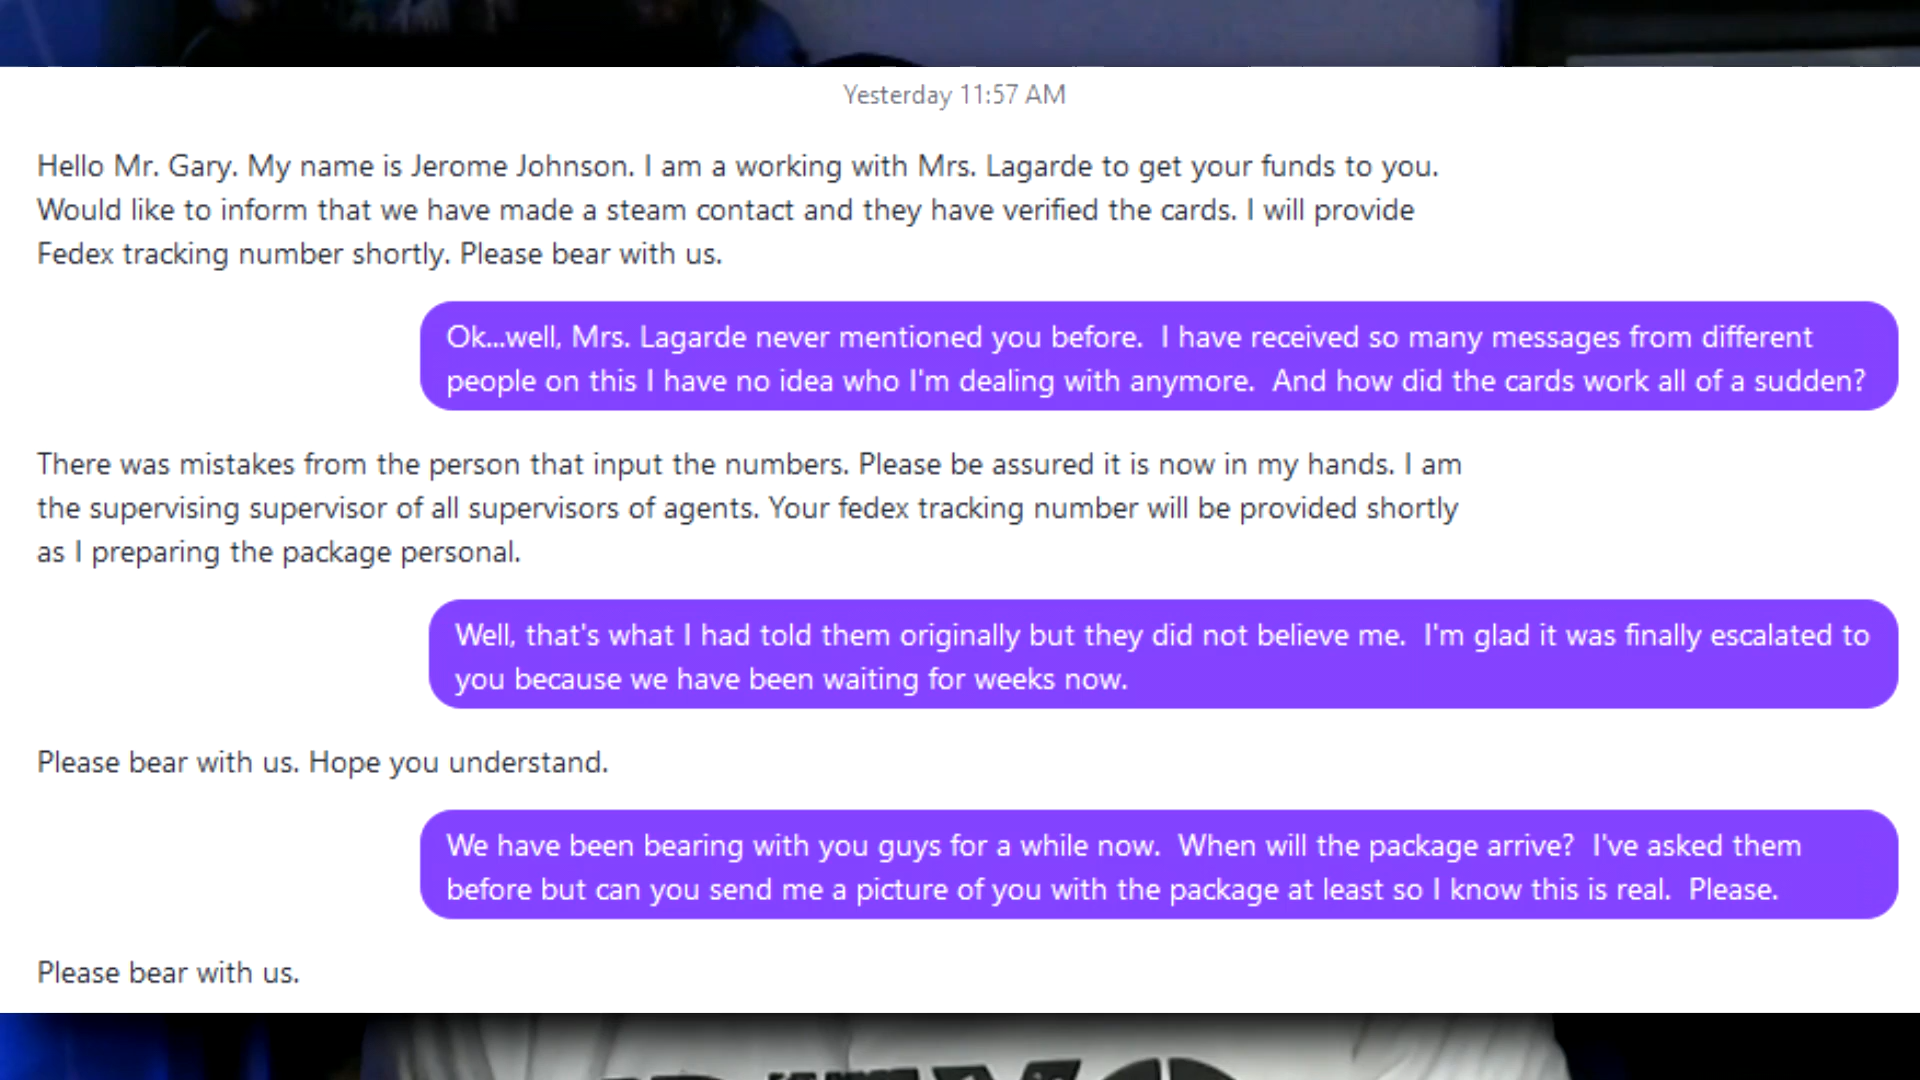 Yesterday 11:57 AM
Hello Mr. Gary. My name is Jerome Johnson. I am a working with Mrs. Lagarde to get your funds to you.
Would like to inform that we have made a steam contact and they have verified the cards. I will provide
Fedex tracking number shortly. Please bear with us.
Ok...well, Mrs. Lagarde never mentioned you before.  I have received so many messages from different
people on this I have no idea who I'm dealing with anymore.  And how did the cards work all of a sudden?
There was mistakes from the person that input the numbers. Please be assured it is now in my hands. I am
the supervising supervisor of all supervisors of agents. Your fedex tracking number will be provided shortly
as I preparing the package personal.
Well, that's what I had told them originally but they did not believe me.  I'm glad it was finally escalated to
you because we have been waiting for weeks now.
Please bear with us. Hope you understand.
We have been bearing with you guys for a while now.  When will the package arrive?  I've asked them
before but can you send me a picture of you with the package at least so I know this is real.  Please.
Please bear with us.